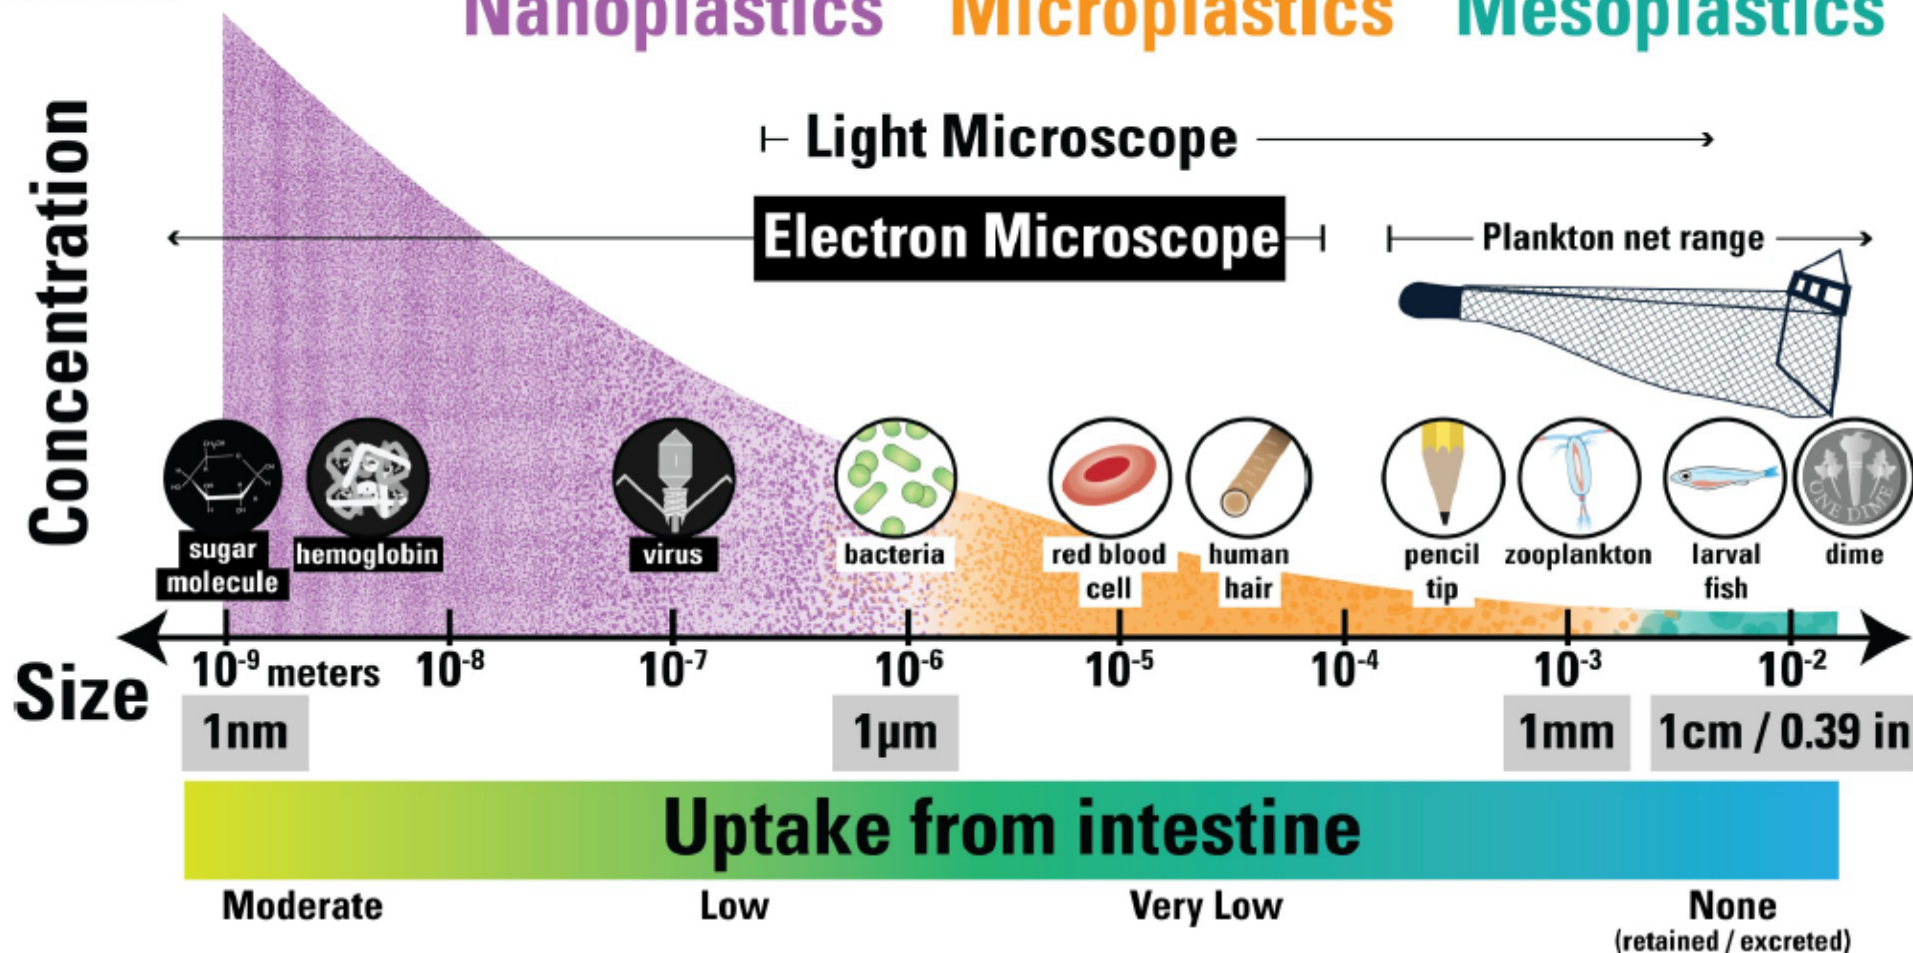 Nanoplastics Microplastics Mesoplastics
Light Microscope
Electron Microscope
Plankton net range
Concentration
sugar
molecule
hemoglobin
virus
bacteria
red blood
cell
human
hair
pencil
tip
zooplankton
larval
fish
ONE DIME
dime
Size
10⁻⁹ meters
10⁻⁸
10⁻⁷
10⁻⁶
10⁻⁵
10⁻⁴
10⁻³
10⁻²
1nm
1µm
1mm
1cm / 0.39 in
Uptake from intestine
Moderate
Low
Very Low
None
(retained / excreted)